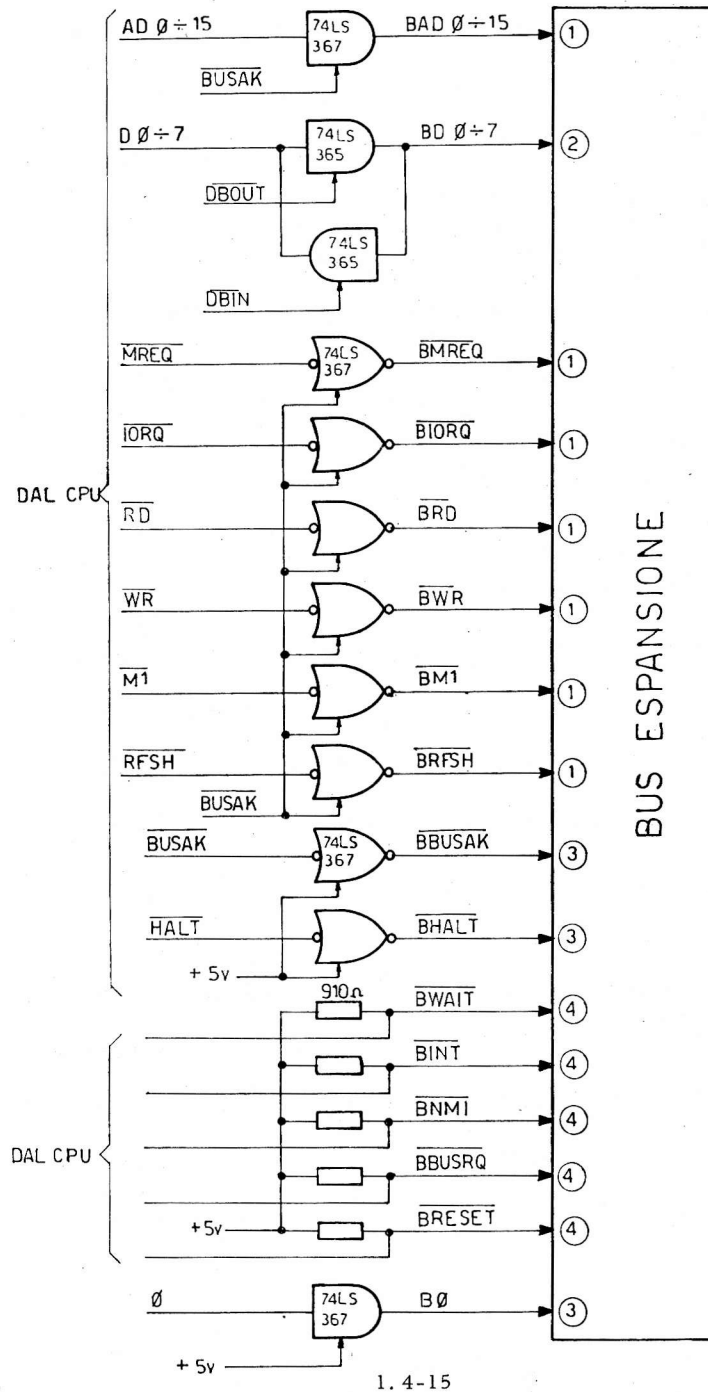 AD Ø÷15
74LS
367
BAD Ø÷15
1
BUSAK
D Ø÷7
74LS
365
BD Ø÷7
2
DBOUT
74LS
365
DBIN
MREQ
74LS
367
BMREQ
1
IORQ
BIORQ
1
DAL CPU
RD
BRD
1
WR
BWR
1
M1
BM1
1
RFSH
BRFSH
1
BUSAK
BUSAK
74LS
367
BBUSAK
3
HALT
BHALT
3
+ 5v
910Ω
BWAIT
4
BINT
4
BNMI
4
DAL CPU
BBUSRQ
4
+5v
BRESET
4
Ø
74LS
367
BØ
3
+ 5v
BUS ESPANSIONE
1. 4-15